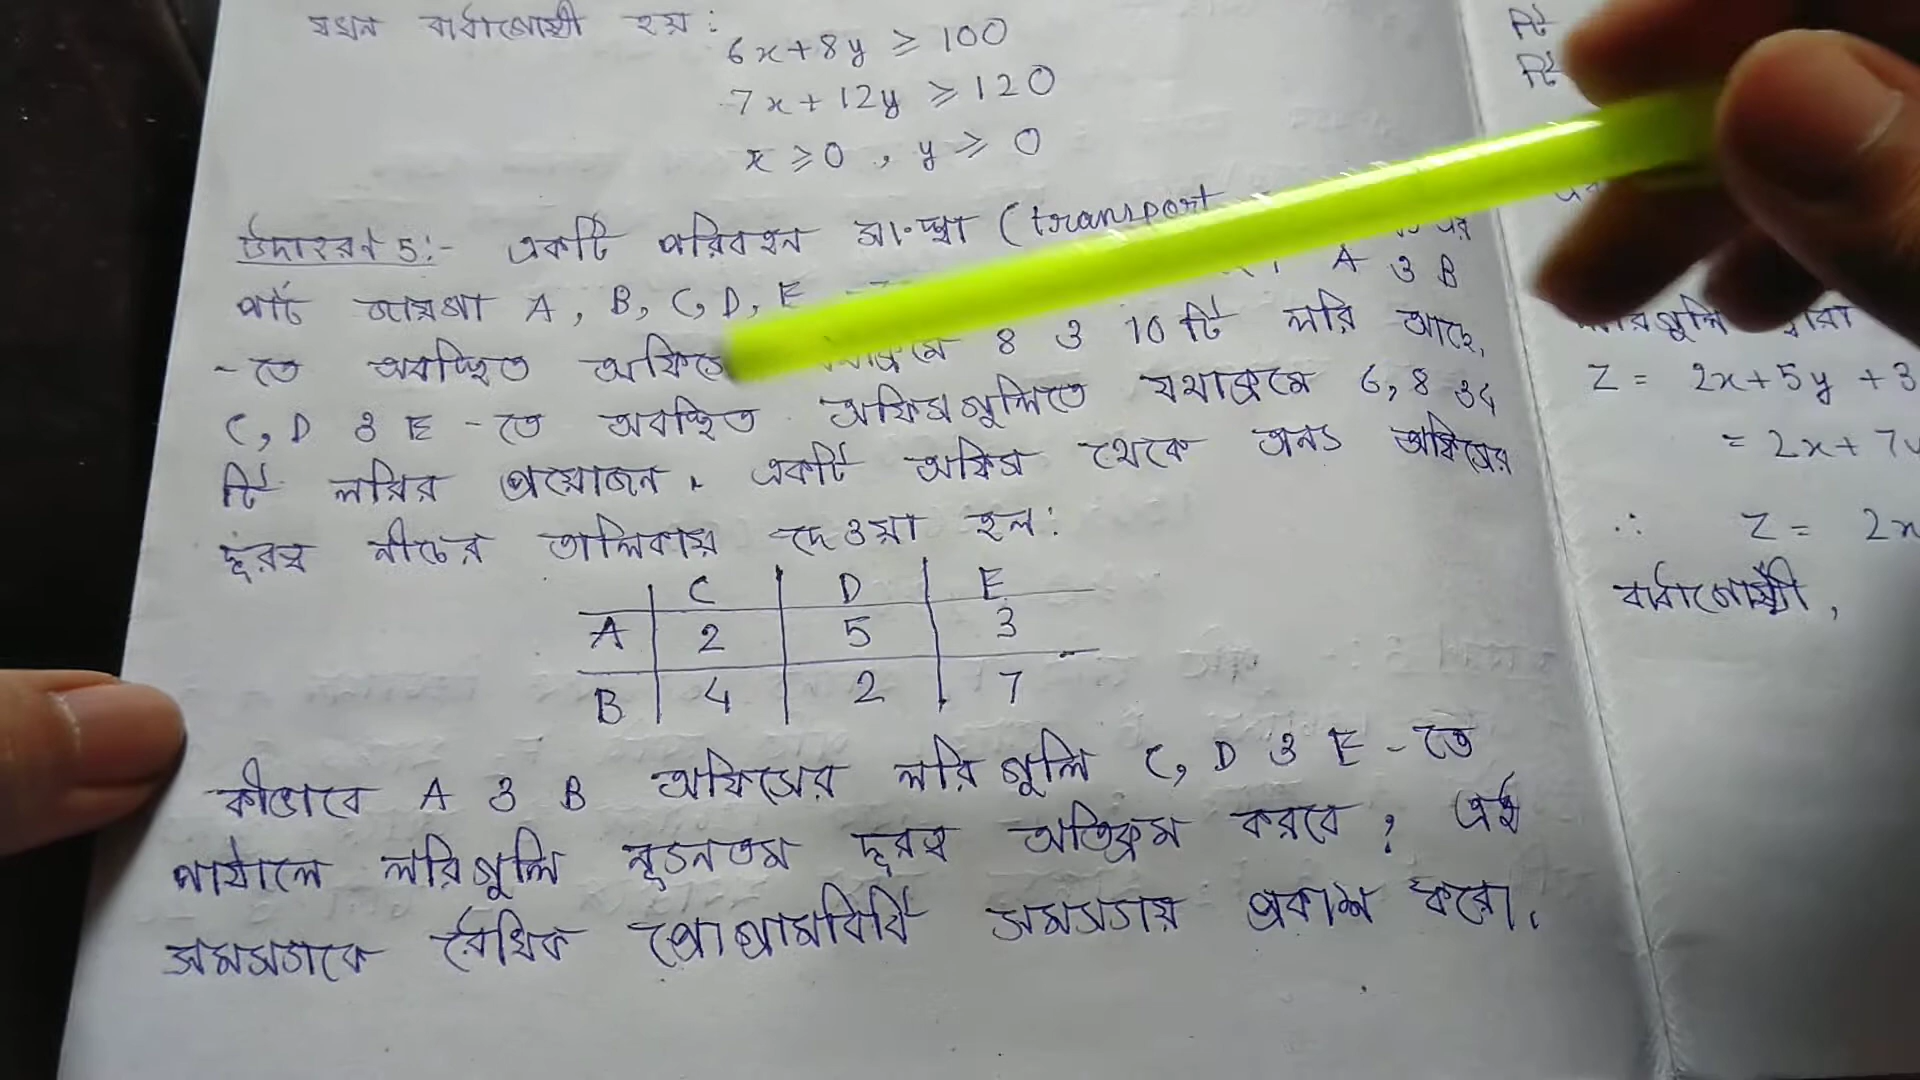 যখন বাধাগোষ্ঠী হয়:
6x+8y ≥ 100
7x+12y ≥ 120
x ≥ 0, y ≥ 0
উদাহরণ 5:- একটি পরিবহন সংস্থা (transport
পাঁচ জায়গা A, B, C, D, E A ও B
-তে অবস্থিত 8 ও 10 টি লরি আছে,
C, D ও E -তে অবস্থিত অফিসগুলিতে যথাক্রমে 6, 8 ও 4
টি লরির প্রয়োজন। একটি অফিস থেকে অন্য অফিসের
দূরত্ব নীচের তালিকায় দেওয়া হল:
C D E
A 2 5 3
B 4 2 7
কীভাবে A ও B অফিসের লরি গুলি C, D ও E -তে
পাঠালে লরিগুলি ন্যূনতম দূরত্ব অতিক্রম করবে? এই
সমস্যাকে রৈখিক প্রোগ্রামবিধি সমস্যায় প্রকাশ করো।
টি
টি
Z = 2x+5y+3
= 2x+7y
∴ Z = 2x
বাধাগোষ্ঠী,